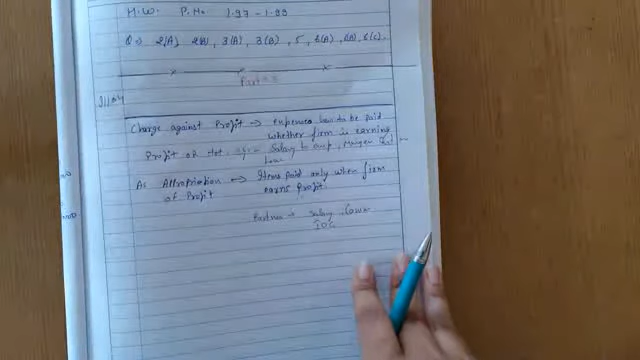 H.W. P.No. 1.97 - 1.99
Q → 2(A), 2(B), 3(A), 3(B), 5, 6(A), 6(B), 6(C).
Part - 3
Charge against Profit → expenses have to be paid
whether firm is earning
Profit or Not. eg:- Salary to emp, Manager
As Appropriation → Items paid only when firm
of Profit earns Profit.
Partner → Salary
IOC